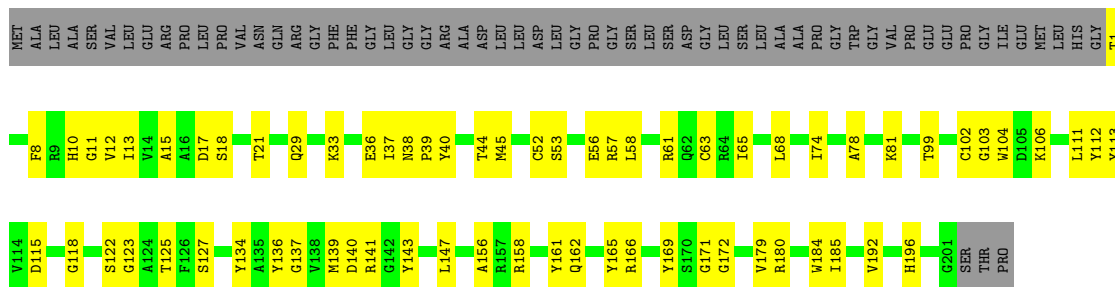 MET ALA LEU ALA SER VAL LEU GLU ARG PRO LEU PRO VAL ASN GLN ARG GLY PHE PHE GLY LEU PHE GLY GLY ARG ALA ASP LEU LEU ASP LEU GLY PRO GLY SER LEU SER ASP GLY LEU SER LEU ALA ALA PRO GLY TRP GLY VAL PRO GLU GLU PRO GLY ILE GLU MET LEU HIS GLY T1
F8 R9 H10 G11 V12 I13 V14 A15 A16 D17 S18 T21 Q29 K33 E36 I37 N38 P39 Y40 T44 M45 C52 S53 E56 R57 L58 R61 Q62 C63 R64 I65 L68 I74 A78 K81 T99 C102 G103 W104 D105 K106 L111 Y112 Y113
V114 D115 G118 S122 G123 A124 T125 F126 S127 Y134 A135 Y136 G137 V138 M139 D140 R141 G142 Y143 L147 A156 R157 R158 Y161 Q162 Y165 R166 Y169 S170 G171 G172 V179 R180 W184 I185 V192 H196 G201 SER THR PRO